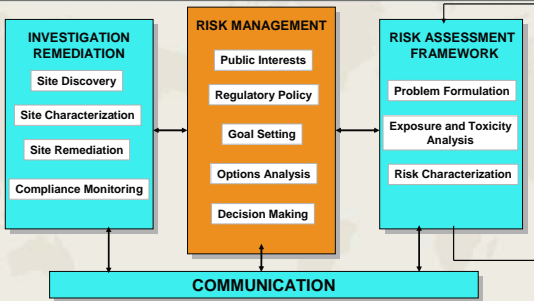 INVESTIGATION
REMEDIATION
Site Discovery
Site Characterization
Site Remediation
Compliance Monitoring
RISK MANAGEMENT
Public Interests
Regulatory Policy
Goal Setting
Options Analysis
Decision Making
RISK ASSESSMENT
FRAMEWORK
Problem Formulation
Exposure and Toxicity
Analysis
Risk Characterization
COMMUNICATION